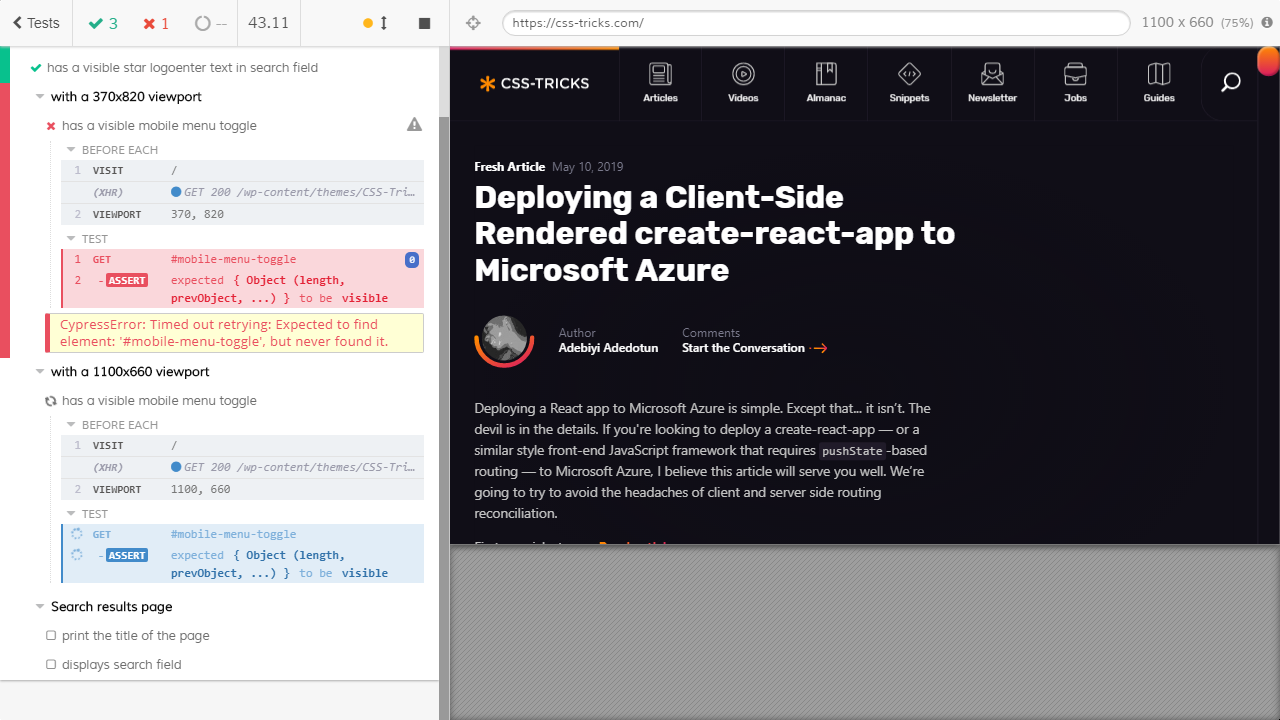 Tests
3
1
--
43.11
https://css-tricks.com/
1100 x 660 (75%)
has a visible star logoenter text in search field
with a 370x820 viewport
has a visible mobile menu toggle
BEFORE EACH
1 VISIT /
(XHR) GET 200 /wp-content/themes/CSS-Tri…
2 VIEWPORT 370, 820
TEST
1 GET #mobile-menu-toggle 0
2 -ASSERT expected { Object (length,
prevObject, ...) } to be visible
CypressError: Timed out retrying: Expected to find
element: '#mobile-menu-toggle', but never found it.
with a 1100x660 viewport
has a visible mobile menu toggle
BEFORE EACH
1 VISIT /
(XHR) GET 200 /wp-content/themes/CSS-Tri…
2 VIEWPORT 1100, 660
TEST
GET #mobile-menu-toggle
-ASSERT expected { Object (length,
prevObject, ...) } to be visible
Search results page
print the title of the page
displays search field
CSS-TRICKS
Articles
Videos
Almanac
Snippets
Newsletter
Jobs
Guides
Fresh Article May 10, 2019
Deploying a Client-Side
Rendered create-react-app to
Microsoft Azure
Author
Adebiyi Adedotun
Comments
Start the Conversation
Deploying a React app to Microsoft Azure is simple. Except that... it isn’t. The
devil is in the details. If you're looking to deploy a create-react-app — or a
similar style front-end JavaScript framework that requires pushState-based
routing — to Microsoft Azure, I believe this article will serve you well. We’re
going to try to avoid the headaches of client and server side routing
reconciliation.